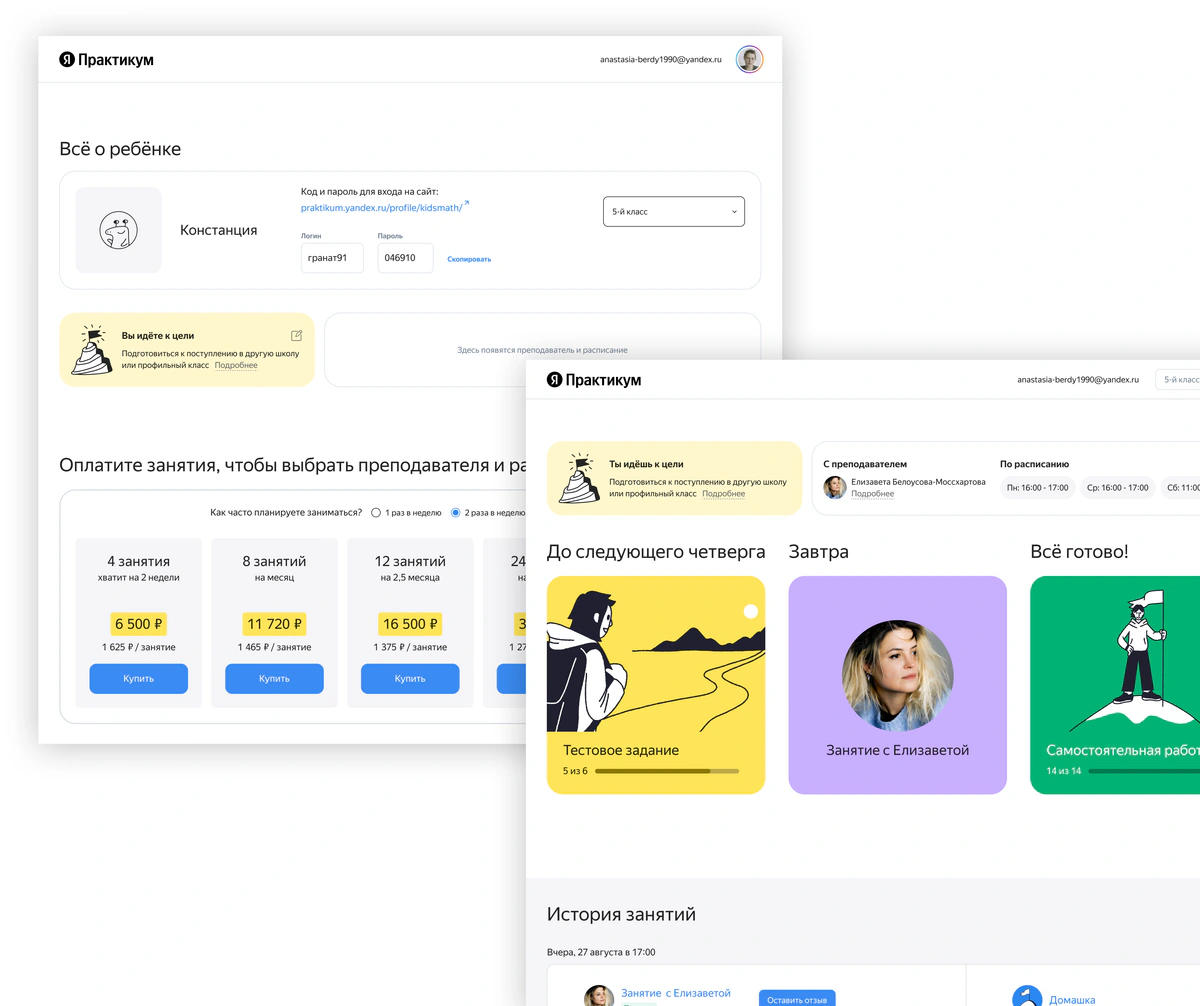 Я Практикум
anastasia-berdy1990@yandex.ru
Всё о ребёнке
Констанция
Код и пароль для входа на сайт:
praktikum.yandex.ru/profile/kidsmath/
Логин
гранат91
Пароль
046910
Скопировать
5-й класс
Вы идёте к цели
Подготовиться к поступлению в другую школу
или профильный класс Подробнее
Здесь появятся преподаватель и расписание
Оплатите занятия, чтобы выбрать преподавателя и ра
Как часто планируете заниматься?
1 раз в неделю
2 раза в неделю
4 занятия
хватит на 2 недели
6 500 ₽
1 625 ₽ / занятие
Купить
8 занятий
на месяц
11 720 ₽
1 465 ₽ / занятие
Купить
12 занятий
на 2,5 месяца
16 500 ₽
1 375 ₽ / занятие
Купить
24
на
3
1 27
Я Практикум
anastasia-berdy1990@yandex.ru
5-й класс
Ты идёшь к цели
Подготовиться к поступлению в другую школу
или профильный класс Подробнее
С преподавателем
Елизавета Белоусова-Моссхартова
Подробнее
По расписанию
Пн: 16:00 - 17:00
Ср: 16:00 - 17:00
Сб: 11:00
До следующего четверга
Тестовое задание
5 из 6
Завтра
Занятие с Елизаветой
Всё готово!
Самостоятельная работ
14 из 14
История занятий
Вчера, 27 августа в 17:00
Занятие с Елизаветой
Оставить отзыв
Домашка